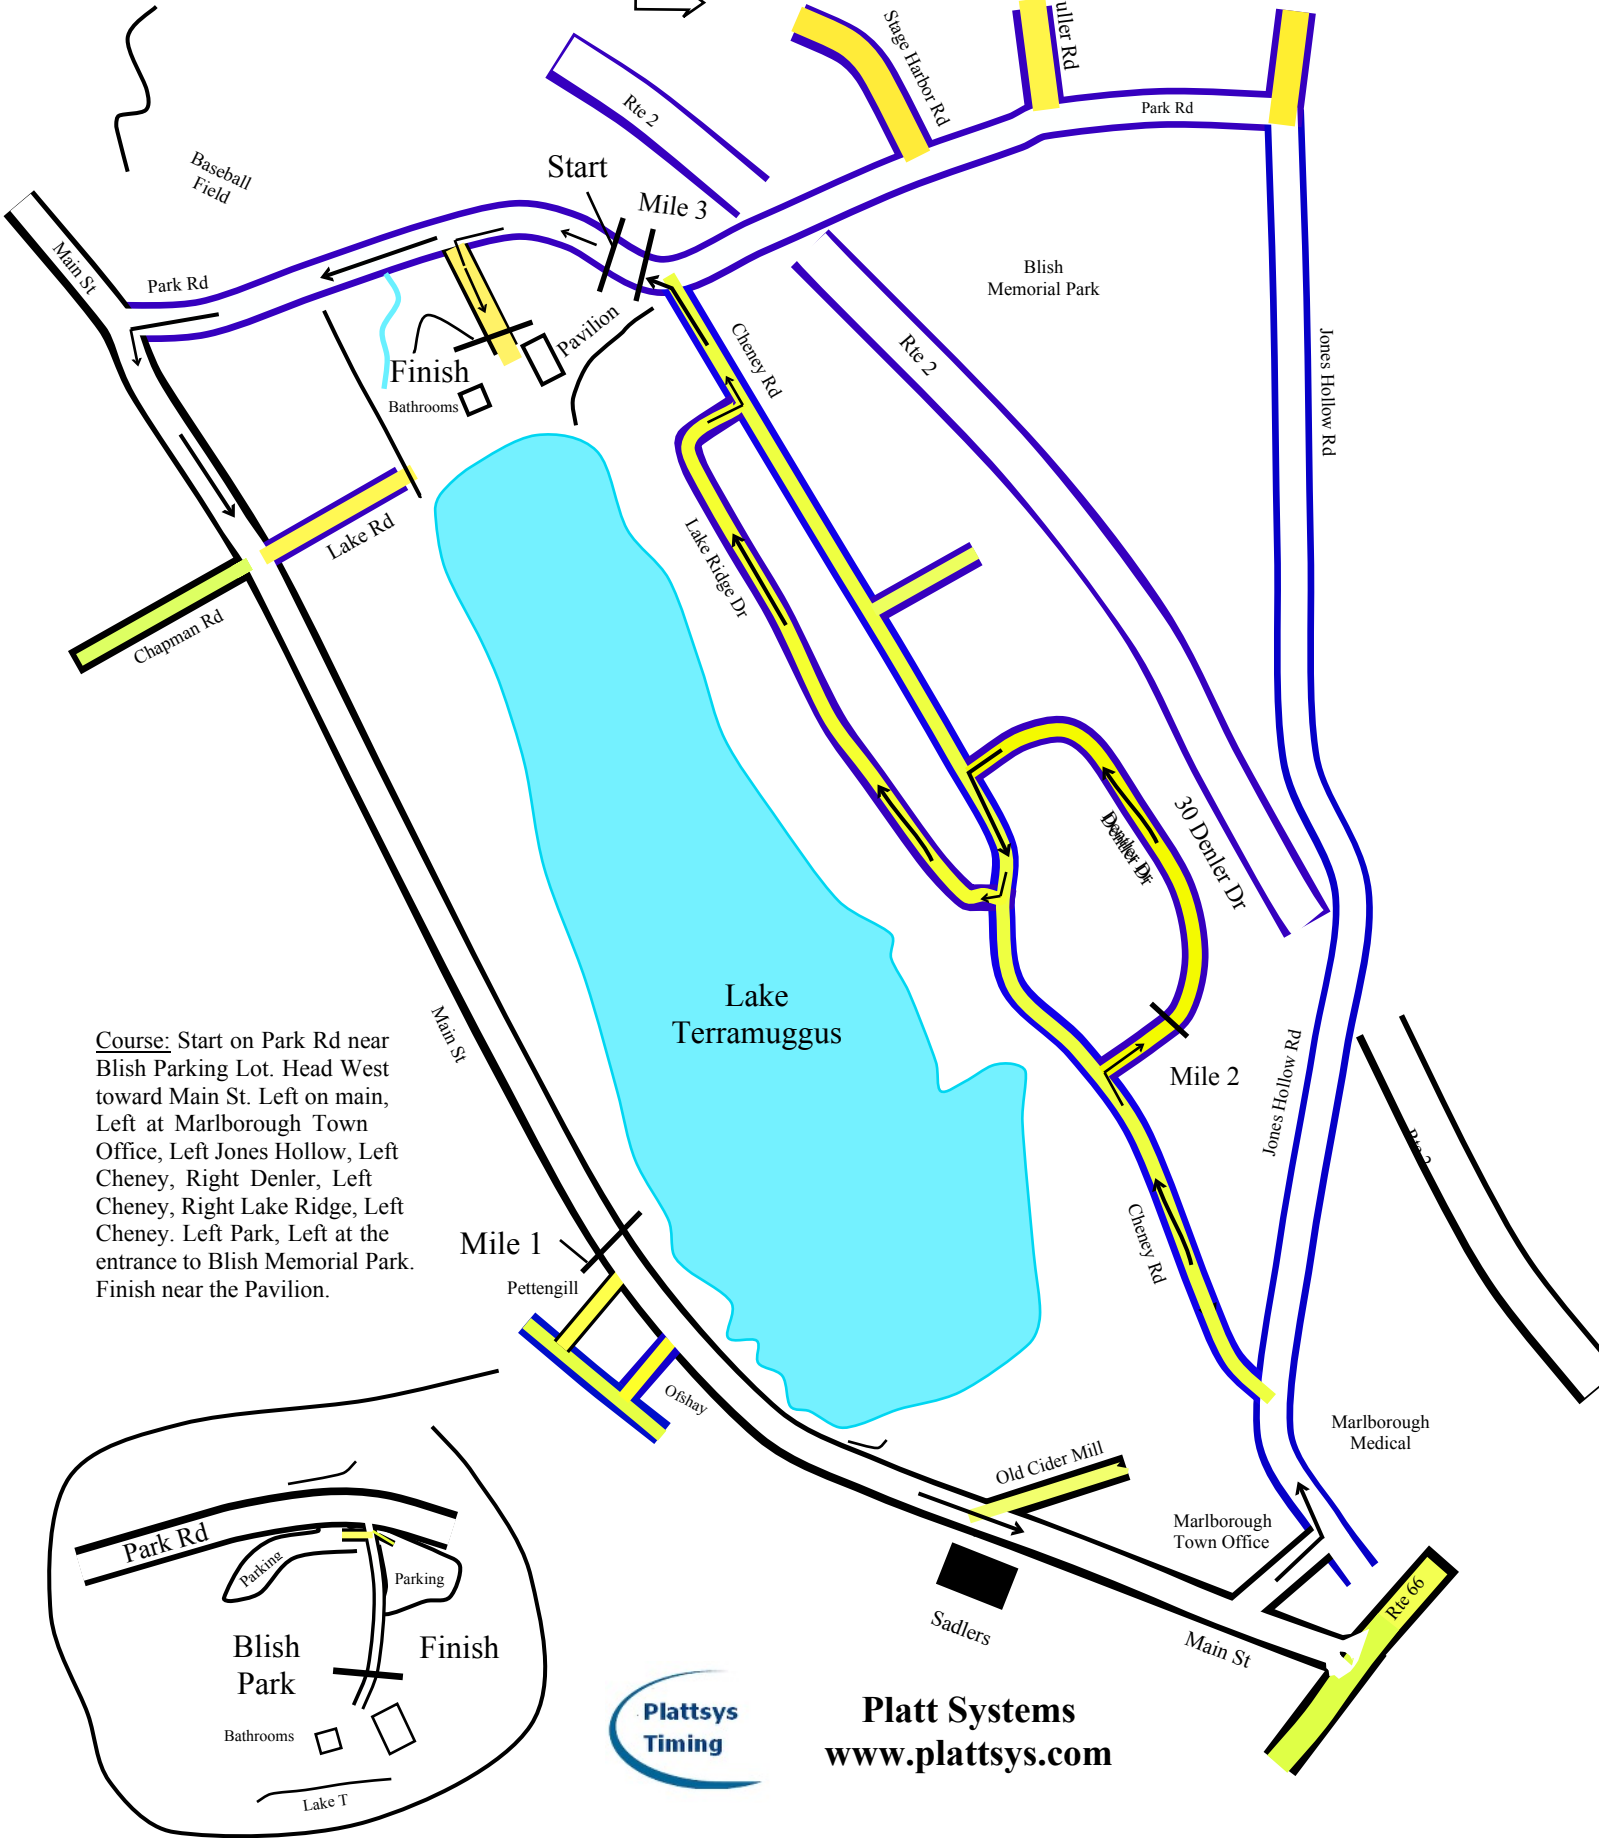 Stage Harbor Rd
uller Rd
Rte 2
Park Rd
Start
Mile 3
Baseball
Field
Main St
Park Rd
Blish
Memorial Park
Pavilion
Finish
Bathrooms
Cheney Rd
Rte 2
Jones Hollow Rd
Lake Rd
Lake Ridge Dr
Chapman Rd
30 Denler Dr
Lake
Terramuggus
Main St
Course: Start on Park Rd near
Blish Parking Lot. Head West
toward Main St. Left on main,
Left at Marlborough Town
Office, Left Jones Hollow, Left
Cheney, Right Denler, Left
Cheney, Right Lake Ridge, Left
Cheney. Left Park, Left at the
entrance to Blish Memorial Park.
Finish near the Pavilion.
Mile 2
Jones Hollow Rd
Cheney Rd
Mile 1
Pettengill
Ofshay
Marlborough
Medical
Old Cider Mill
Marlborough
Town Office
Sadlers
Main St
Rte 66
Park Rd
Parking
Parking
Blish
Park
Finish
Bathrooms
Lake T
Plattsys
Timing
Platt Systems
www.plattsys.com